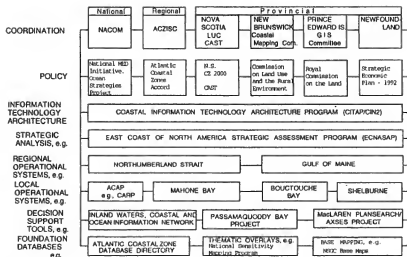 National Regional Provincial
COORDINATION
NACOM
ACZISC
NOVA
SCOTIA
LUC
CAST
NEW
BRUNSWICK
Coastal
Mapping Com.
PRINCE
EDWARD IS.
GIS
Committee
NEWFOUND-
LAND
POLICY
National
Initiative.
Ocean
Strategies
Project
Atlantic
Coastal
Zones
Accord
N.S.
CZ 2000
CAST
Commission
on Land Use
and the Rural
Environment
Royal
Commission
on the Land
Strategic
Economic
Plan - 1992
INFORMATION
TECHNOLOGY
ARCHITECTURE
COASTAL INFORMATION TECHNOLOGY ARCHITECTURE PROGRAM (CITAP/CIN2)
STRATEGIC
ANALYSIS, e.g.
EAST COAST OF NORTH AMERICA STRATEGIC ASSESSMENT PROGRAM (ECNASAP)
REGIONAL
OPERATIONAL
SYSTEMS, e.g.
NORTHUMBERLAND STRAIT
GULF OF MAINE
LOCAL
OPERATIONAL
SYSTEMS, e.g.
ACAP
e.g., CARP
MAHONE BAY
BOUCTOUCHE
BAY
SHELBURNE
DECISION
SUPPORT
TOOLS, e.g.
INLAND WATERS, COASTAL AND
OCEAN INFORMATION NETWORK
PASSAMAQUODDY BAY
PROJECT
MacLAREN PLANSEARCH/
AXSES PROJECT
FOUNDATION
DATABASES
e.g.
ATLANTIC COASTAL ZONE
DATABASE DIRECTORY
THEMATIC OVERLAYS, e.g.
National Sensitivity
Mapping Program
BASE MAPPING, e.g.
Base Maps